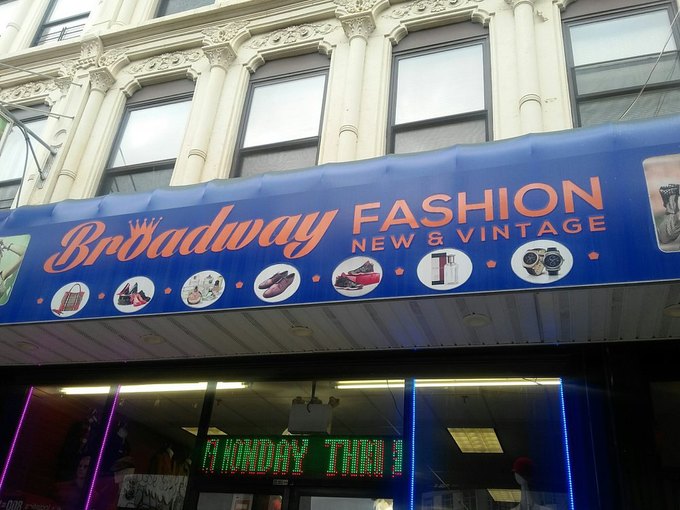 Broadway
FASHION
NEW & VINTAGE
MONDAY THRU